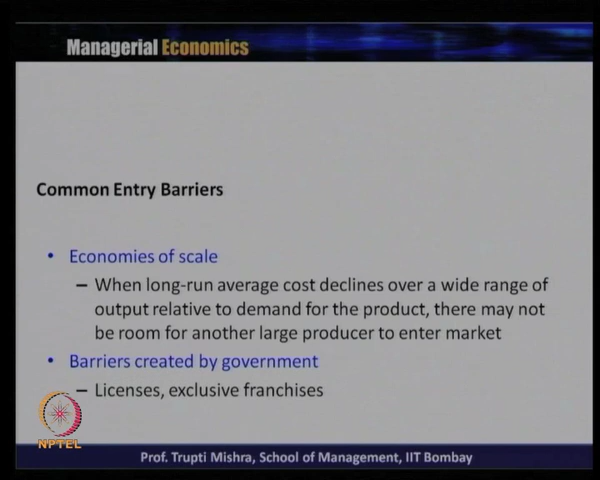 Managerial Economics
Common Entry Barriers
• Economies of scale
– When long-run average cost declines over a wide range of
output relative to demand for the product, there may not
be room for another large producer to enter market
• Barriers created by government
– Licenses, exclusive franchises
NPTEL
Prof. Trupti Mishra, School of Management, IIT Bombay